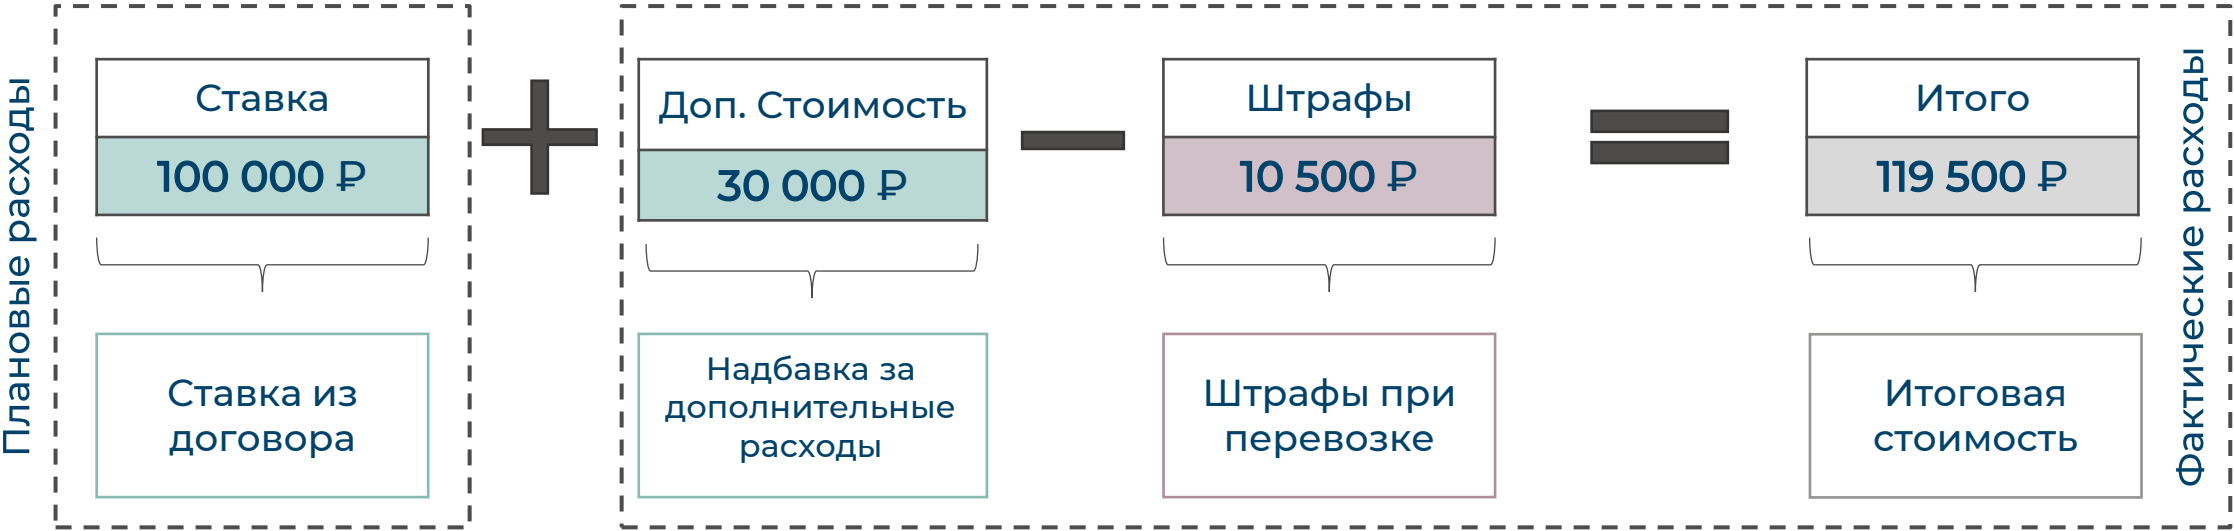 Плановые расходы
Ставка
100 000 ₽
Ставка из
договора
Доп. Стоимость
30 000 ₽
Надбавка за
дополнительные
расходы
Штрафы
10 500 ₽
Штрафы при
перевозке
Итого
119 500 ₽
Итоговая
стоимость
Фактические расходы